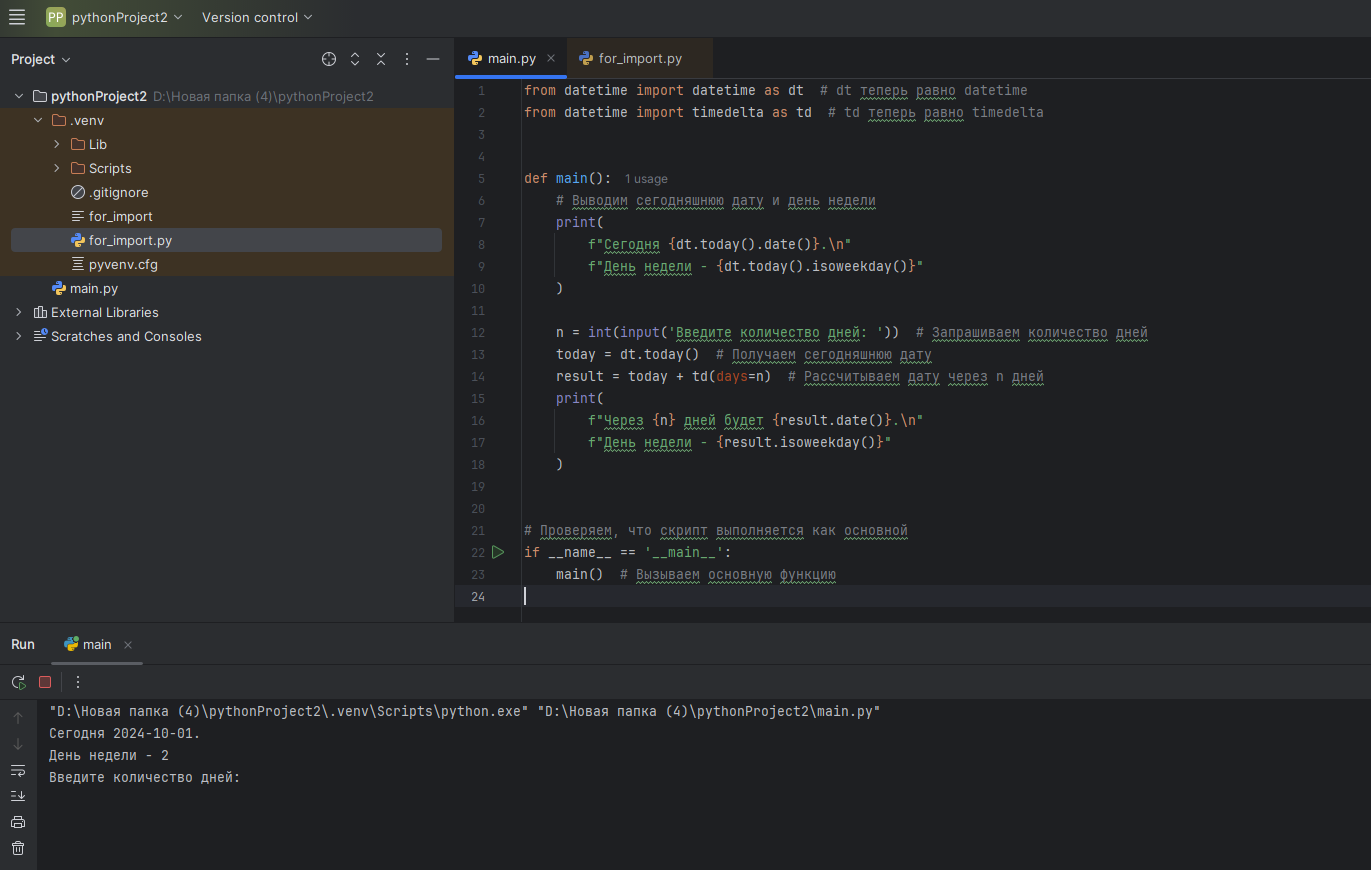 PP pythonProject2 Version control
Project
pythonProject2 D:\Новая папка (4)\pythonProject2
.venv
Lib
Scripts
.gitignore
for_import
for_import.py
pyvenv.cfg
main.py
External Libraries
Scratches and Consoles
main.py for_import.py
1 from datetime import datetime as dt  # dt теперь равно datetime
2 from datetime import timedelta as td  # td теперь равно timedelta
3
4
5 def main(): 1 usage
6     # Выводим сегодняшнюю дату и день недели
7     print(
8         f"Сегодня {dt.today().date()}.\n"
9         f"День недели - {dt.today().isoweekday()}"
10     )
11
12     n = int(input('Введите количество дней: '))  # Запрашиваем количество дней
13     today = dt.today()  # Получаем сегодняшнюю дату
14     result = today + td(days=n)  # Рассчитываем дату через n дней
15     print(
16         f"Через {n} дней будет {result.date()}.\n"
17         f"День недели - {result.isoweekday()}"
18     )
19
20
21 # Проверяем, что скрипт выполняется как основной
22 if __name__ == '__main__':
23     main()  # Вызываем основную функцию
24
Run main
"D:\Новая папка (4)\pythonProject2\.venv\Scripts\python.exe" "D:\Новая папка (4)\pythonProject2\main.py"
Сегодня 2024-10-01.
День недели - 2
Введите количество дней: